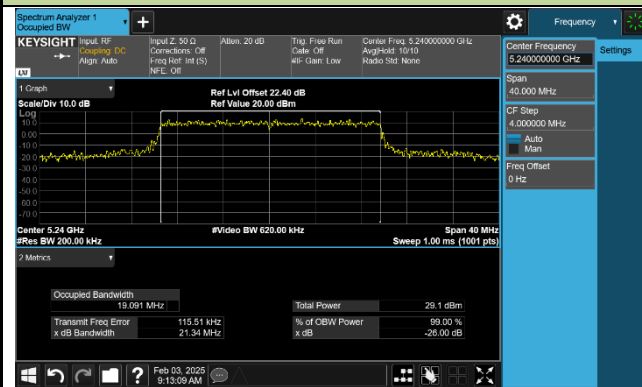 Spectrum Analyzer 1
Occupied BW
Frequency
KEYSIGHT
Input: RF
Coupling: DC
Align: Auto
Input Z: 50 Ω
Corrections: Off
Freq Ref: Int (S)
NFE: Off
Atten: 20 dB
Trig: Free Run
Gate: Off
#IF Gain: Low
Center Freq: 5.240000000 GHz
Avg|Hold: 10/10
Radio Std: None
LXI
1 Graph
Scale/Div 10.0 dB
Ref Lvl Offset 22.40 dB
Ref Value 20.00 dBm
Log
10.0
0.00
-10.0
-20.0
-30.0
-40.0
-50.0
-60.0
-70.0
Center 5.24 GHz
#Video BW 620.00 kHz
Span 40 MHz
#Res BW 200.00 kHz
Sweep 1.00 ms (1001 pts)
2 Metrics
Occupied Bandwidth
19.091 MHz
Total Power
29.1 dBm
Transmit Freq Error
115.51 kHz
% of OBW Power
99.00 %
x dB Bandwidth
21.34 MHz
x dB
-26.00 dB
Center Frequency
5.240000000 GHz
Settings
Span
40.000 MHz
CF Step
4.000000 MHz
Auto
Man
Freq Offset
0 Hz
?
Feb 03, 2025
9:13:09 AM